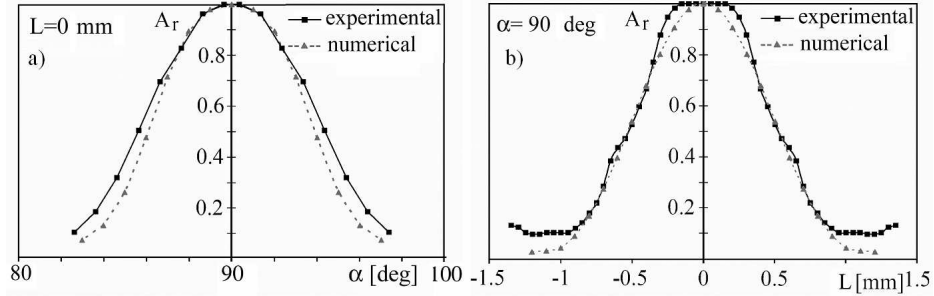 L=0 mm
A_r
experimental
numerical
a)
0.8
0.6
0.4
0.2
80
90
α [deg]
100
α= 90 deg
A_r
experimental
numerical
b)
0.8
0.6
0.4
0.2
-1.5
-1
-0.5
0
0.5
L [mm]
1.5